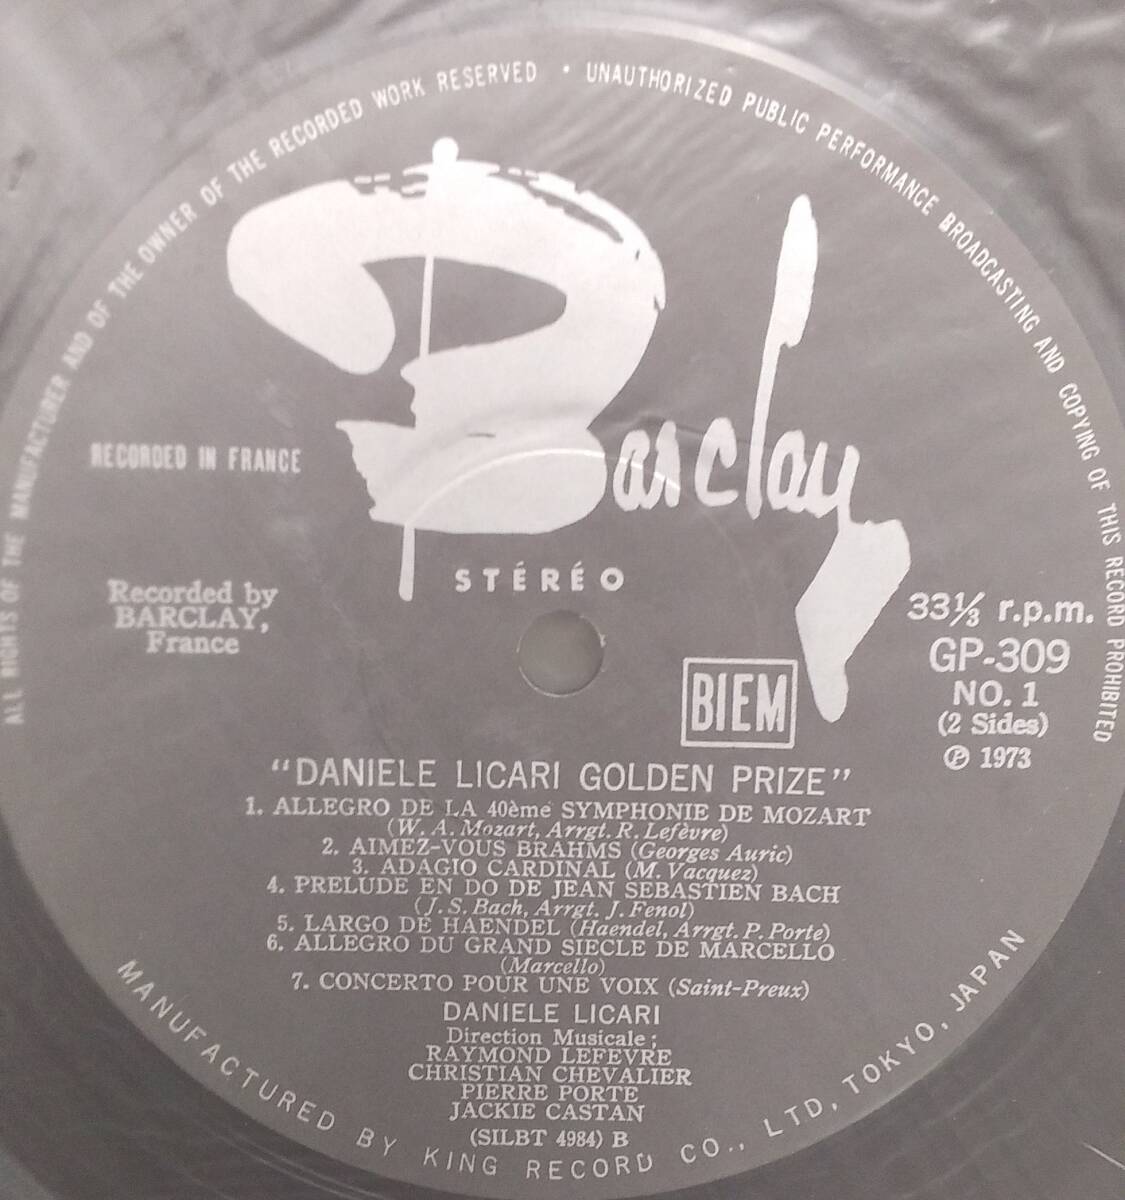 ALL RIGHTS OF THE MANUFACTURER AND OF THE OWNER OF THE RECORDED WORK RESERVED • UNAUTHORIZED PUBLIC PERFORMANCE BROADCASTING AND COPYING OF THIS RECORD PROHIBITED
Barclay
RECORDED IN FRANCE
STÉRÉO
Recorded by
BARCLAY,
France
33⅓ r.p.m.
GP-309
NO. 1
(2 Sides)
℗ 1973
BIEM
"DANIELE LICARI GOLDEN PRIZE"
1. ALLEGRO DE LA 40ème SYMPHONIE DE MOZART
(W. A. Mozart, Arrgt. R. Lefèvre)
2. AIMEZ-VOUS BRAHMS (Georges Auric)
3. ADAGIO CARDINAL (M. Vacquez)
4. PRELUDE EN DO DE JEAN SEBASTIEN BACH
(J. S. Bach, Arrgt. J. Fenol)
5. LARGO DE HAENDEL (Haendel, Arrgt. P. Porte)
6. ALLEGRO DU GRAND SIECLE DE MARCELLO
(Marcello)
7. CONCERTO POUR UNE VOIX (Saint-Preux)
DANIELE LICARI
Direction Musicale ;
RAYMOND LEFEVRE
CHRISTIAN CHEVALIER
PIERRE PORTE
JACKIE CASTAN
(SILBT 4984) B
MANUFACTURED BY KING RECORD CO., LTD, TOKYO, JAPAN